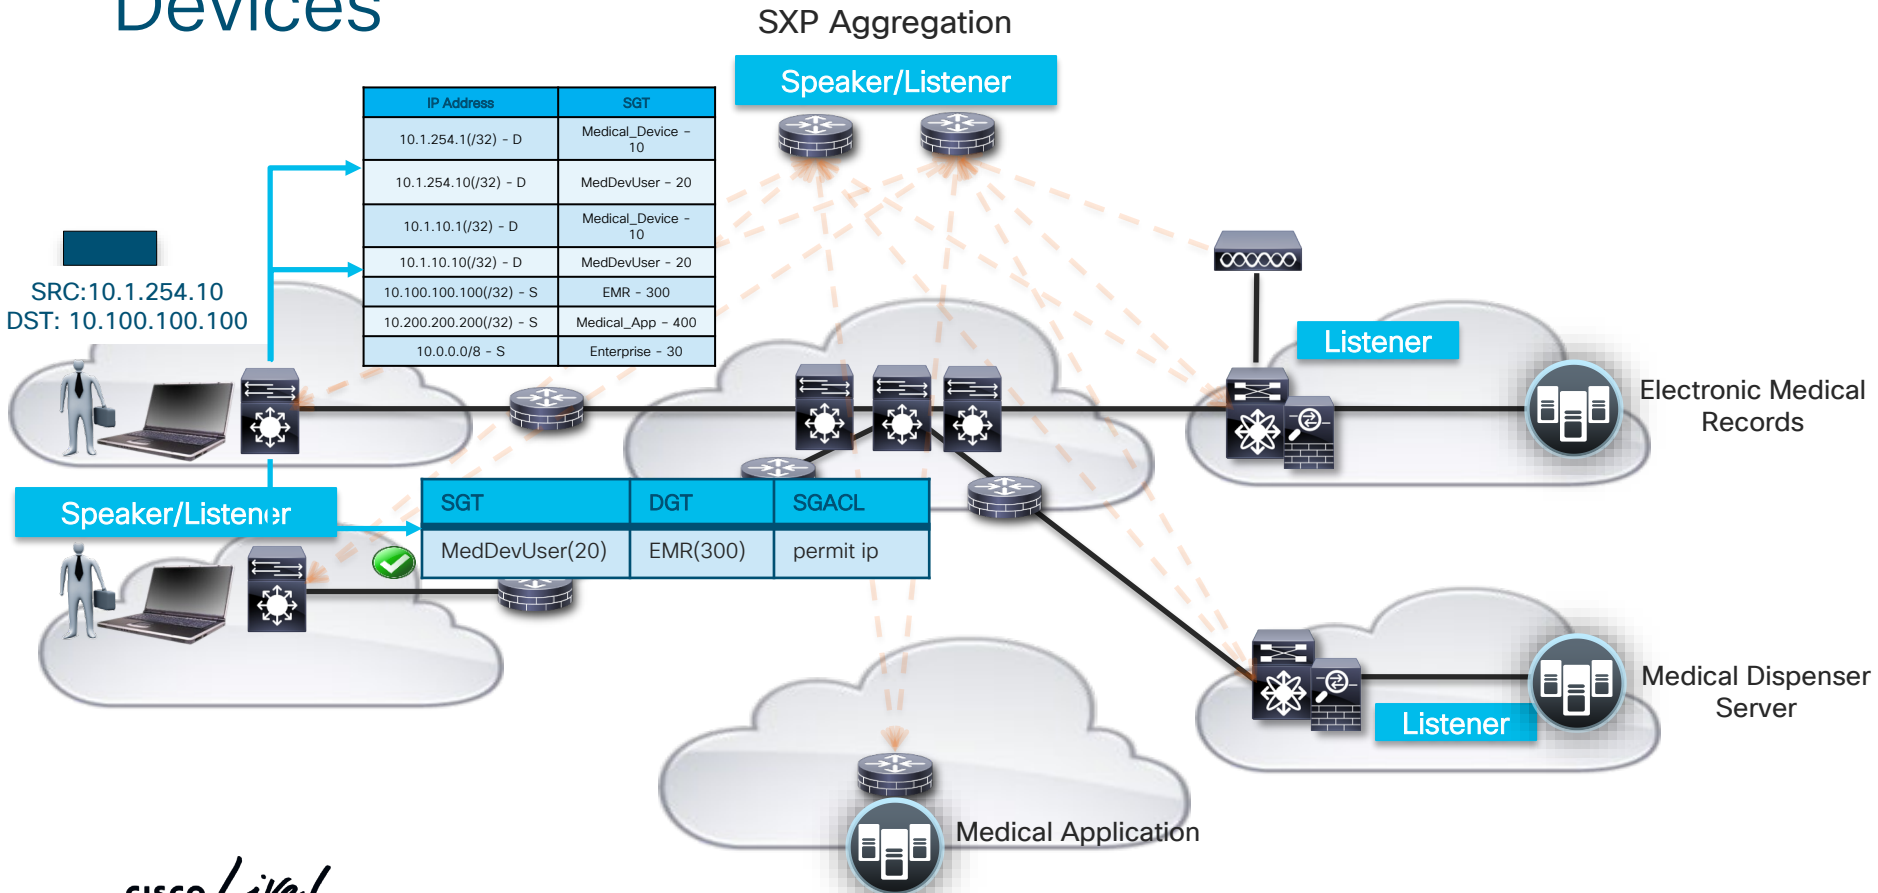 Devices
SXP Aggregation
Speaker/Listener
IP Address SGT
10.1.254.1(/32) - D Medical_Device -
10
10.1.254.10(/32) - D MedDevUser - 20
10.1.10.1(/32) - D Medical_Device -
10
10.1.10.10(/32) - D MedDevUser - 20
10.100.100.100(/32) - S EMR - 300
10.200.200.200(/32) - S Medical_App - 400
10.0.0.0/8 - S Enterprise - 30
SRC:10.1.254.10
DST: 10.100.100.100
Listener
Electronic Medical
Records
Speaker/Listener
SGT DGT SGACL
MedDevUser(20) EMR(300) permit ip
Medical Dispenser
Server
Listener
Medical Application
cisco Live!